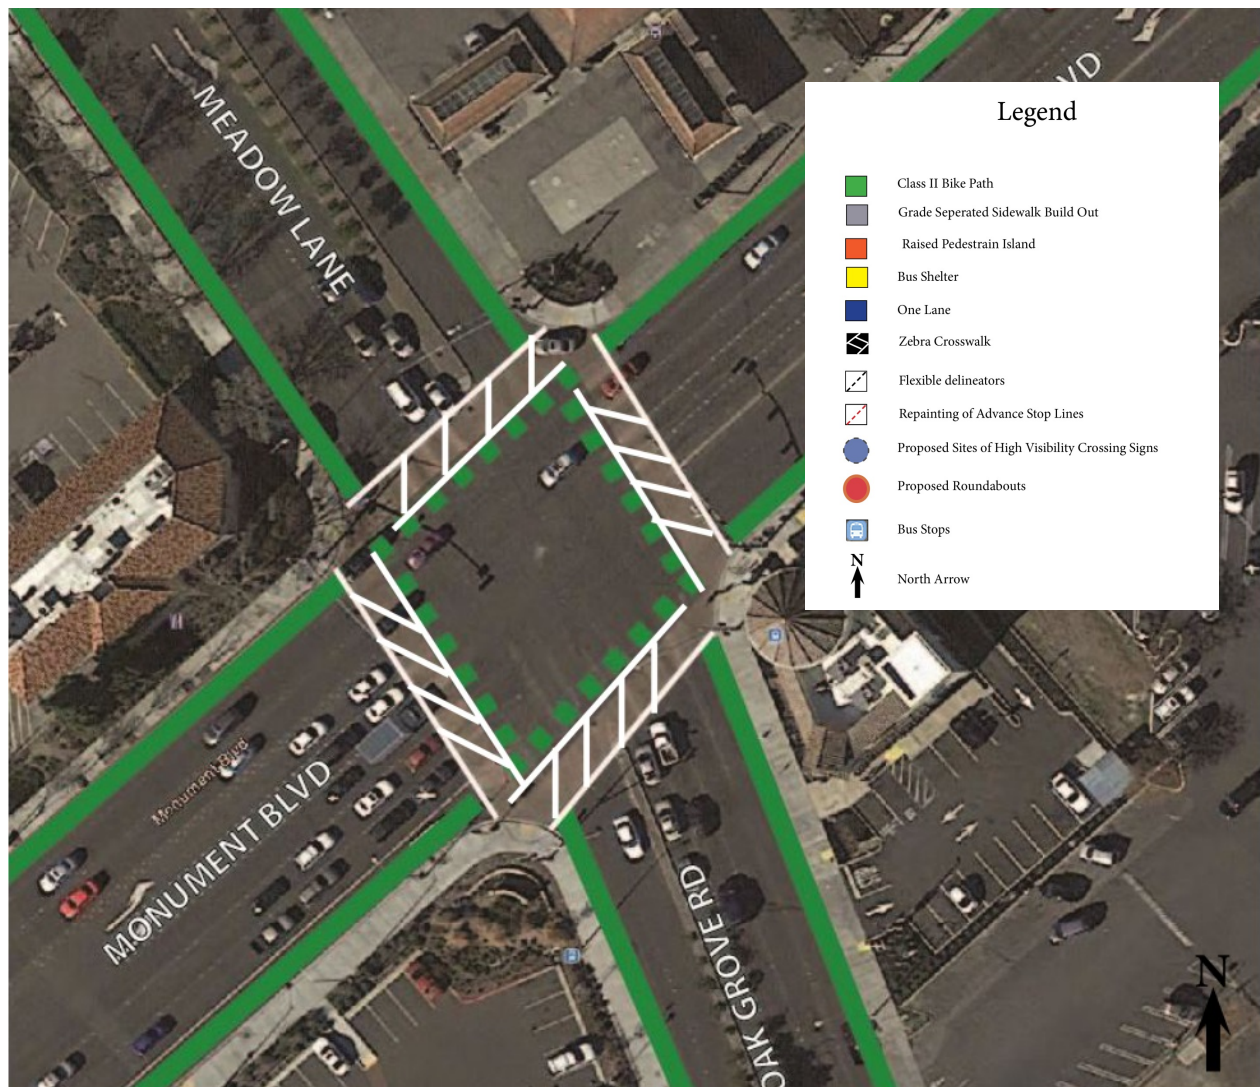 MEADOW LANE
VD
Legend
Class II Bike Path
Grade Seperated Sidewalk Build Out
Raised Pedestrain Island
Bus Shelter
One Lane
Zebra Crosswalk
Flexible delineators
Repainting of Advance Stop Lines
Proposed Sites of High Visibility Crossing Signs
Proposed Roundabouts
Bus Stops
N
North Arrow
Monument Blvd
MONUMENT BLVD
OAK GROVE RD
N